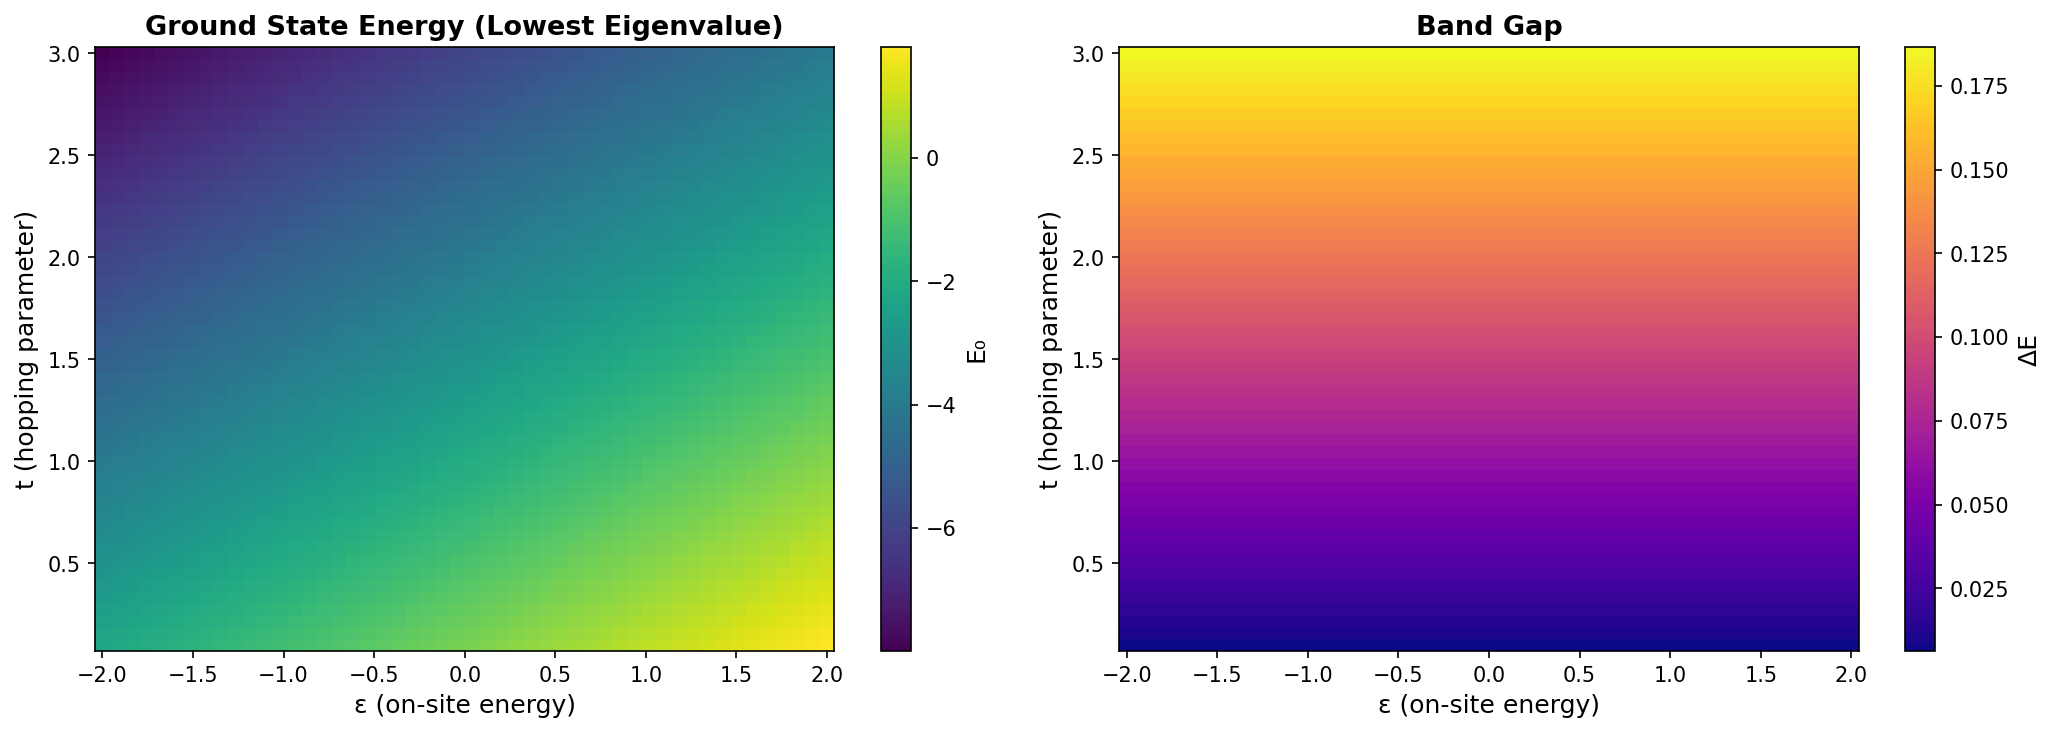 Ground State Energy (Lowest Eigenvalue)
3.0
2.5
2.0
1.5
1.0
0.5
t (hopping parameter)
−2.0 −1.5 −1.0 −0.5 0.0 0.5 1.0 1.5 2.0
ε (on-site energy)
0
−2
−4
−6
E₀
Band Gap
3.0
2.5
2.0
1.5
1.0
0.5
t (hopping parameter)
−2.0 −1.5 −1.0 −0.5 0.0 0.5 1.0 1.5 2.0
ε (on-site energy)
0.175
0.150
0.125
0.100
0.075
0.050
0.025
ΔE